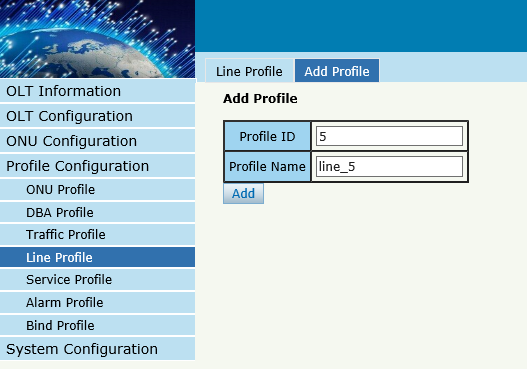 Line Profile
Add Profile
OLT Information
OLT Configuration
ONU Configuration
Profile Configuration
ONU Profile
DBA Profile
Traffic Profile
Line Profile
Service Profile
Alarm Profile
Bind Profile
System Configuration
Add Profile
Profile ID 5
Profile Name line_5
Add